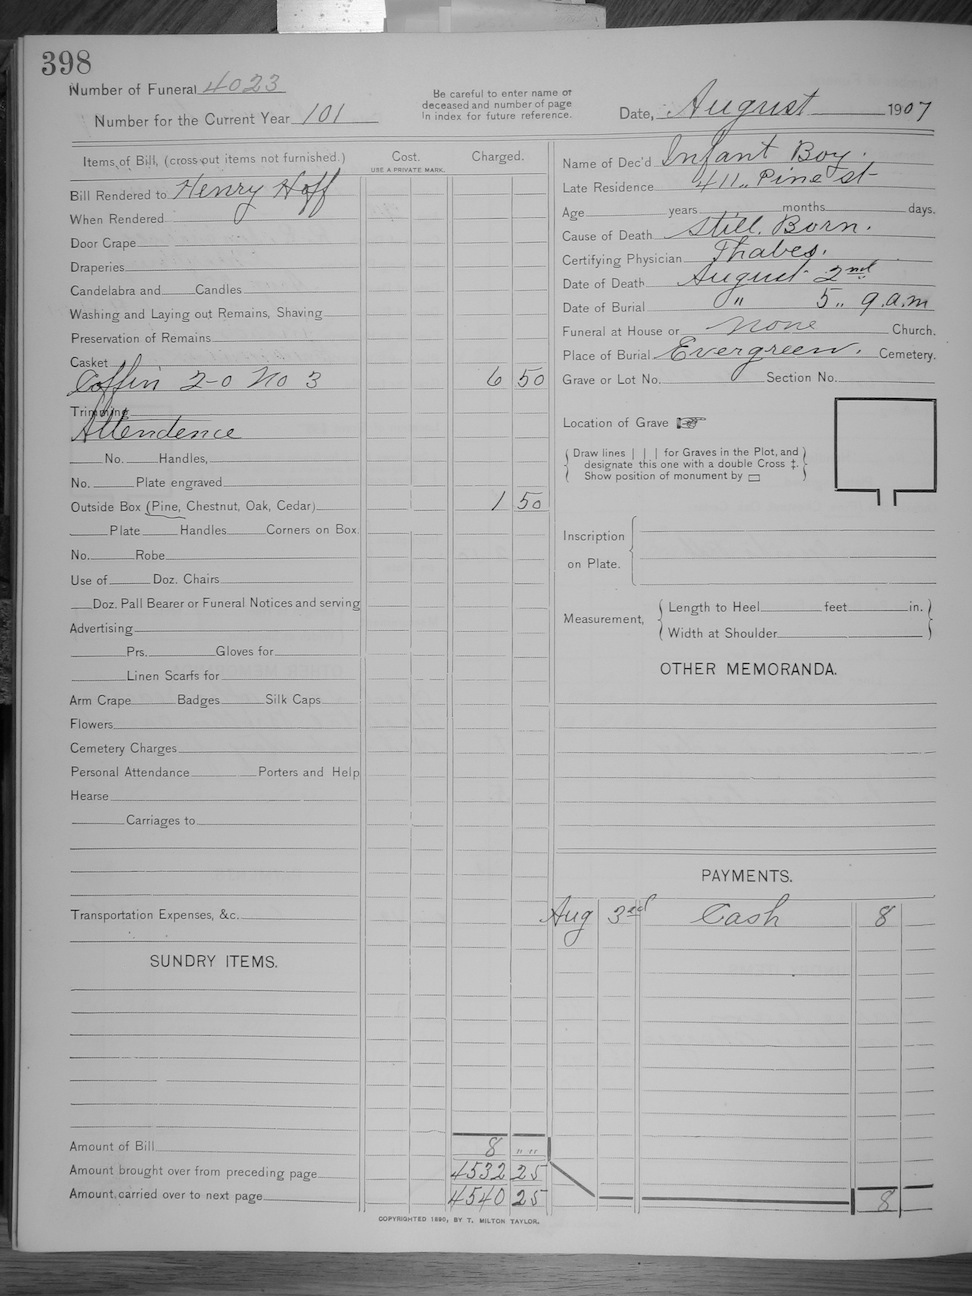 398
Number of Funeral 4023
Number for the Current Year 101
Be careful to enter name of
deceased and number of page
in index for future reference.
Date, August 1907
Items of Bill, (cross out items not furnished.) Cost. Charged.
USE A PRIVATE MARK.
Bill Rendered to Henry Hoff
When Rendered
Door Crape
Draperies
Candelabra and Candles
Washing and Laying out Remains, Shaving
Preservation of Remains
Casket
Coffin 2-0 No 3 6 50
Trimming
Attendence
No. Handles,
No. Plate engraved
Outside Box (Pine, Chestnut, Oak, Cedar) 1 50
Plate Handles Corners on Box.
No. Robe
Use of Doz. Chairs
Doz. Pall Bearer or Funeral Notices and serving
Advertising
Prs. Gloves for
Linen Scarfs for
Arm Crape Badges Silk Caps
Flowers
Cemetery Charges
Personal Attendance Porters and Help
Hearse
Carriages to
Transportation Expenses, &c.
SUNDRY ITEMS.
Amount of Bill 8 " "
Amount brought over from preceding page 4532 25
Amount carried over to next page 4540 25
Name of Dec'd Infant Boy.
Late Residence 411 Pine st
Age years months days.
Cause of Death Still. Born.
Certifying Physician Thabes.
Date of Death August 2nd
Date of Burial " 5 " 9.a.m
Funeral at House or None Church.
Place of Burial Evergreen. Cemetery.
Grave or Lot No. Section No.
Location of Grave ☞
Draw lines | | | for Graves in the Plot, and
designate this one with a double Cross ‡.
Show position of monument by ▭
Inscription
on Plate.
Measurement,
Length to Heel feet in.
Width at Shoulder
OTHER MEMORANDA.
PAYMENTS.
Aug 3rd Cash 8
8
COPYRIGHTED 1890, BY T. MILTON TAYLOR.